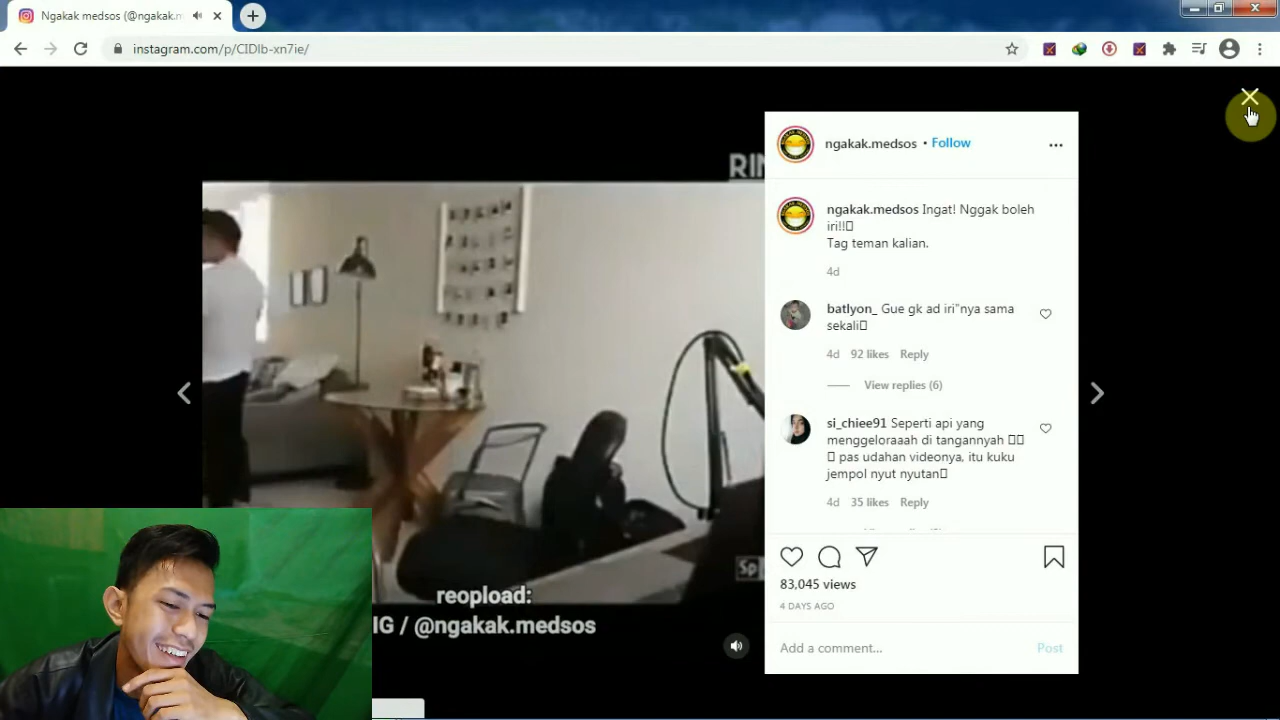 Ngakak medsos (@ngakak.n
instagram.com/p/CIDlb-xn7ie/
RIN
ngakak.medsos • Follow
ngakak.medsos Ingat! Nggak boleh
iri!!
Tag teman kalian.
4d
batlyon_ Gue gk ad iri"nya sama
sekali
4d 92 likes Reply
View replies (6)
si_chiee91 Seperti api yang
menggeloraaah di tangannyah
pas udahan videonya, itu kuku
jempol nyut nyutan
4d 35 likes Reply
Sp
reopload:
IG / @ngakak.medsos
83,045 views
4 DAYS AGO
Add a comment... Post